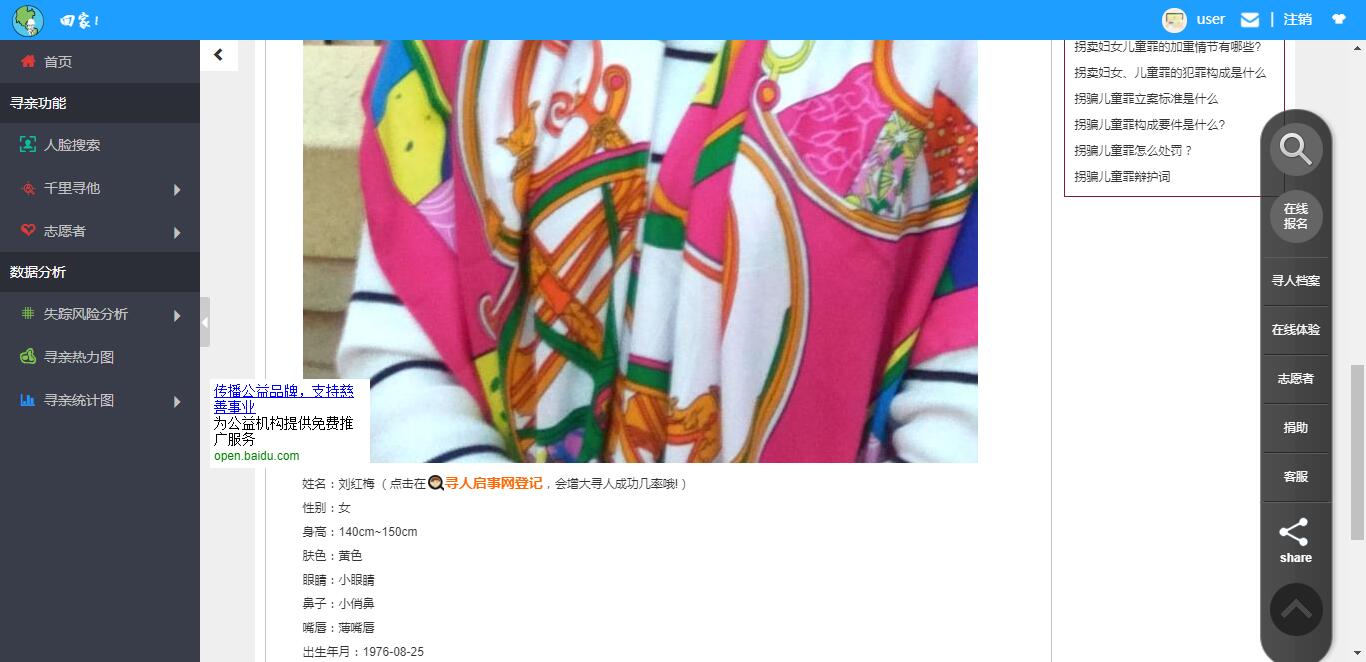 回家!
user
注销
首页
寻亲功能
人脸搜索
千里寻他
志愿者
数据分析
失踪风险分析
寻亲热力图
寻亲统计图
传播公益品牌，支持慈
善事业
为公益机构提供免费推
广服务
open.baidu.com
姓名：刘红梅（点击在寻人启事网登记，会增大寻人成功几率哦!）
性别：女
身高：140cm~150cm
肤色：黄色
眼睛：小眼睛
鼻子：小俏鼻
嘴唇：薄嘴唇
出生年月：1976-08-25
拐卖妇女儿童罪的加重情节有哪些?
拐卖妇女、儿童罪的犯罪构成是什么
拐骗儿童罪立案标准是什么
拐骗儿童罪构成要件是什么?
拐骗儿童罪怎么处罚？
拐骗儿童罪辩护词
在线
报名
寻人档案
在线体验
志愿者
捐助
客服
share